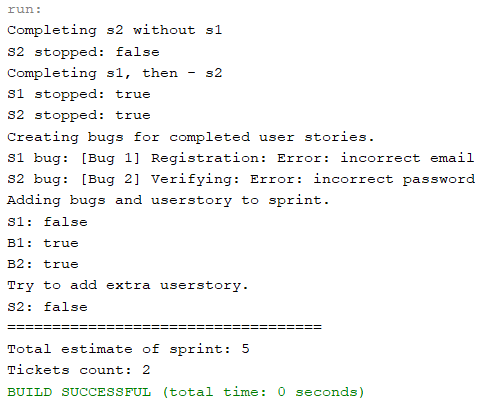 run:
Completing s2 without s1
S2 stopped: false
Completing s1, then - s2
S1 stopped: true
S2 stopped: true
Creating bugs for completed user stories.
S1 bug: [Bug 1] Registration: Error: incorrect email
S2 bug: [Bug 2] Verifying: Error: incorrect password
Adding bugs and userstory to sprint.
S1: false
B1: true
B2: true
Try to add extra userstory.
S2: false
===================================
Total estimate of sprint: 5
Tickets count: 2
BUILD SUCCESSFUL (total time: 0 seconds)